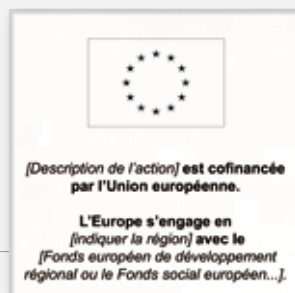 [Description de l'action] est cofinancée
par l'Union européenne.
L'Europe s'engage en
[indiquer la région] avec le
[Fonds européen de développement
régional ou le Fonds social européen...].